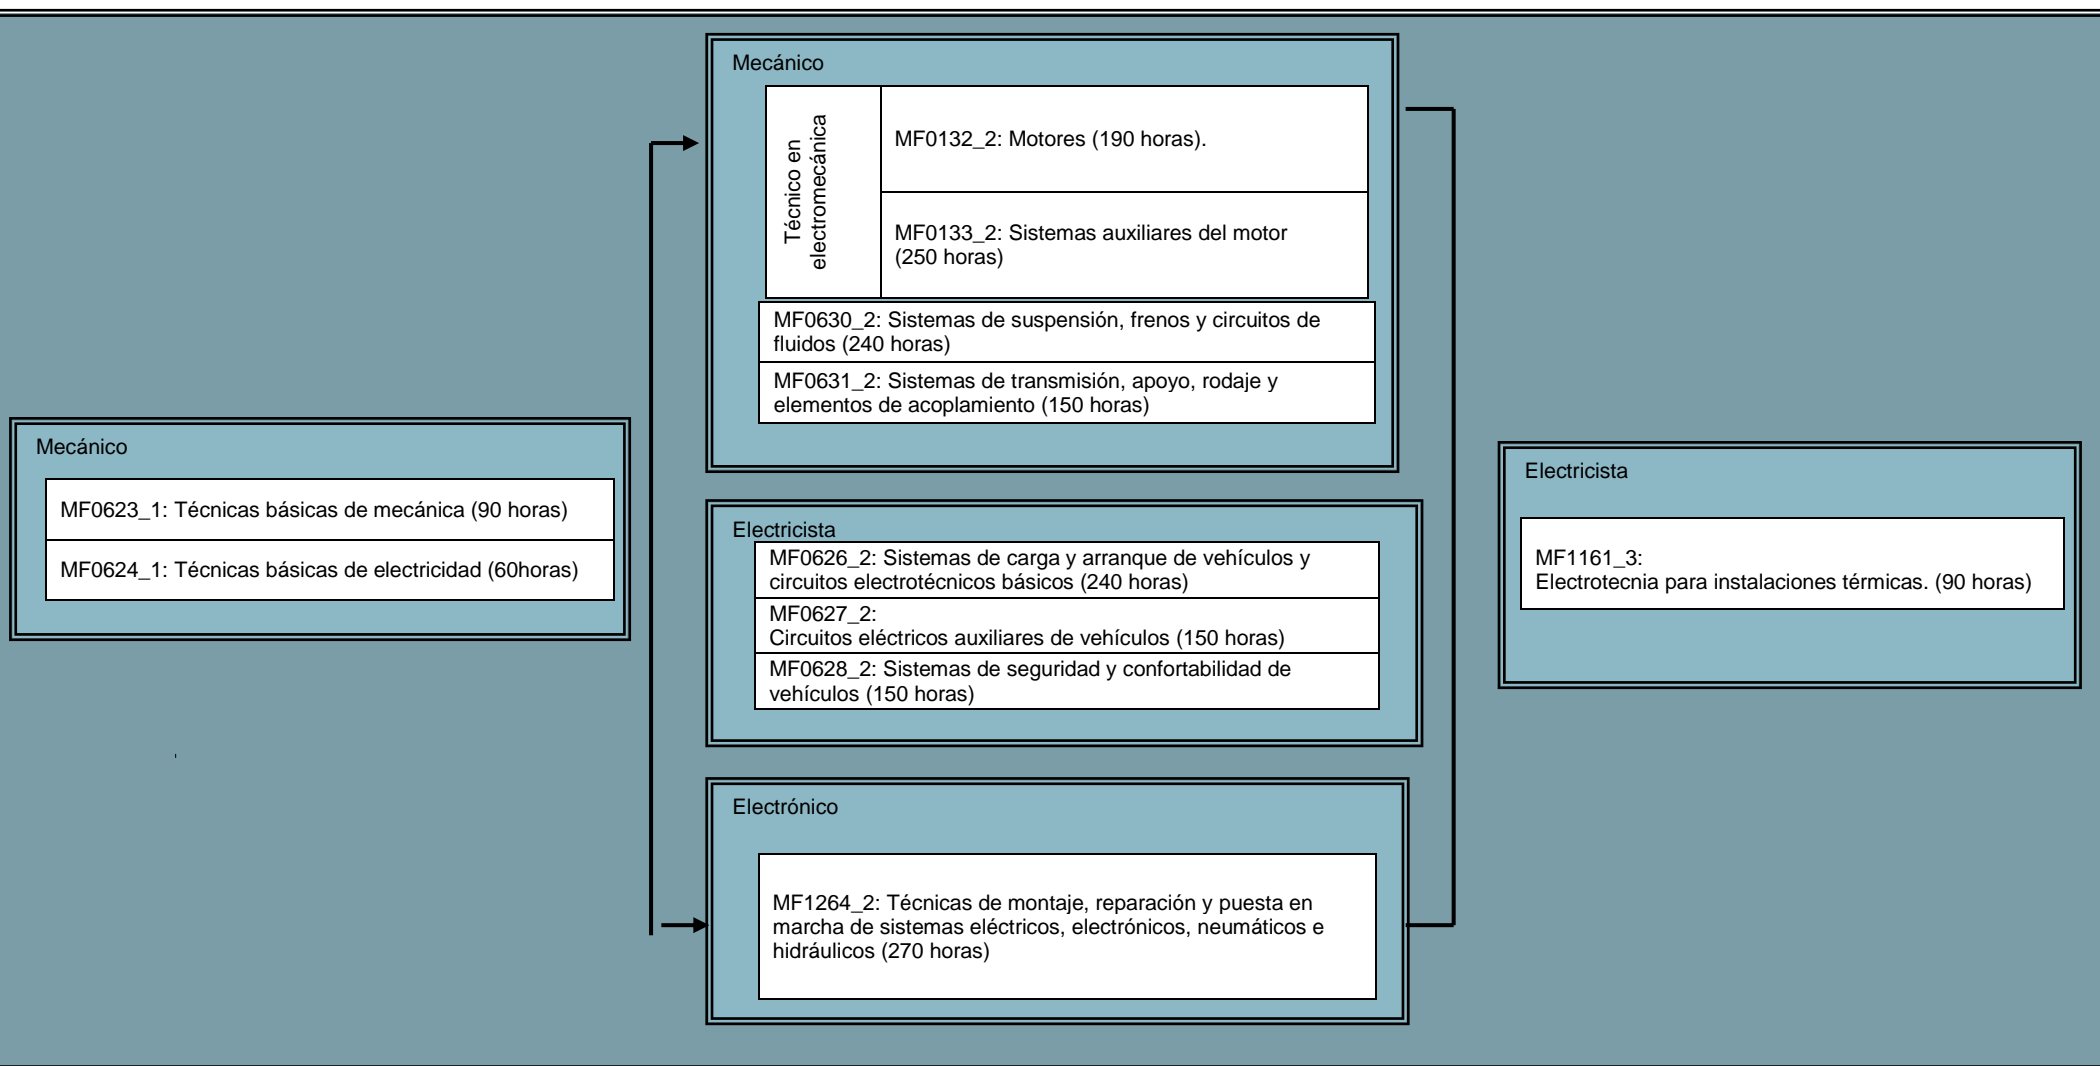 Mecánico
MF0623_1: Técnicas básicas de mecánica (90 horas)
MF0624_1: Técnicas básicas de electricidad (60horas)
Mecánico
Técnico en
electromecánica
MF0132_2: Motores (190 horas).
MF0133_2: Sistemas auxiliares del motor
(250 horas)
MF0630_2: Sistemas de suspensión, frenos y circuitos de
fluidos (240 horas)
MF0631_2: Sistemas de transmisión, apoyo, rodaje y
elementos de acoplamiento (150 horas)
Electricista
MF0626_2: Sistemas de carga y arranque de vehículos y
circuitos electrotécnicos básicos (240 horas)
MF0627_2:
Circuitos eléctricos auxiliares de vehículos (150 horas)
MF0628_2: Sistemas de seguridad y confortabilidad de
vehículos (150 horas)
Electrónico
MF1264_2: Técnicas de montaje, reparación y puesta en
marcha de sistemas eléctricos, electrónicos, neumáticos e
hidráulicos (270 horas)
Electricista
MF1161_3:
Electrotecnia para instalaciones térmicas. (90 horas)